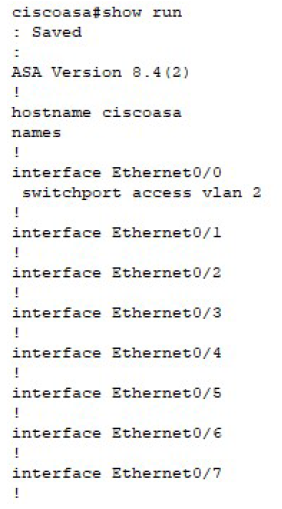 ciscoasa#show run
: Saved
:
ASA Version 8.4(2)
!
hostname ciscoasa
names
!
interface Ethernet0/0
 switchport access vlan 2
!
interface Ethernet0/1
!
interface Ethernet0/2
!
interface Ethernet0/3
!
interface Ethernet0/4
!
interface Ethernet0/5
!
interface Ethernet0/6
!
interface Ethernet0/7
!